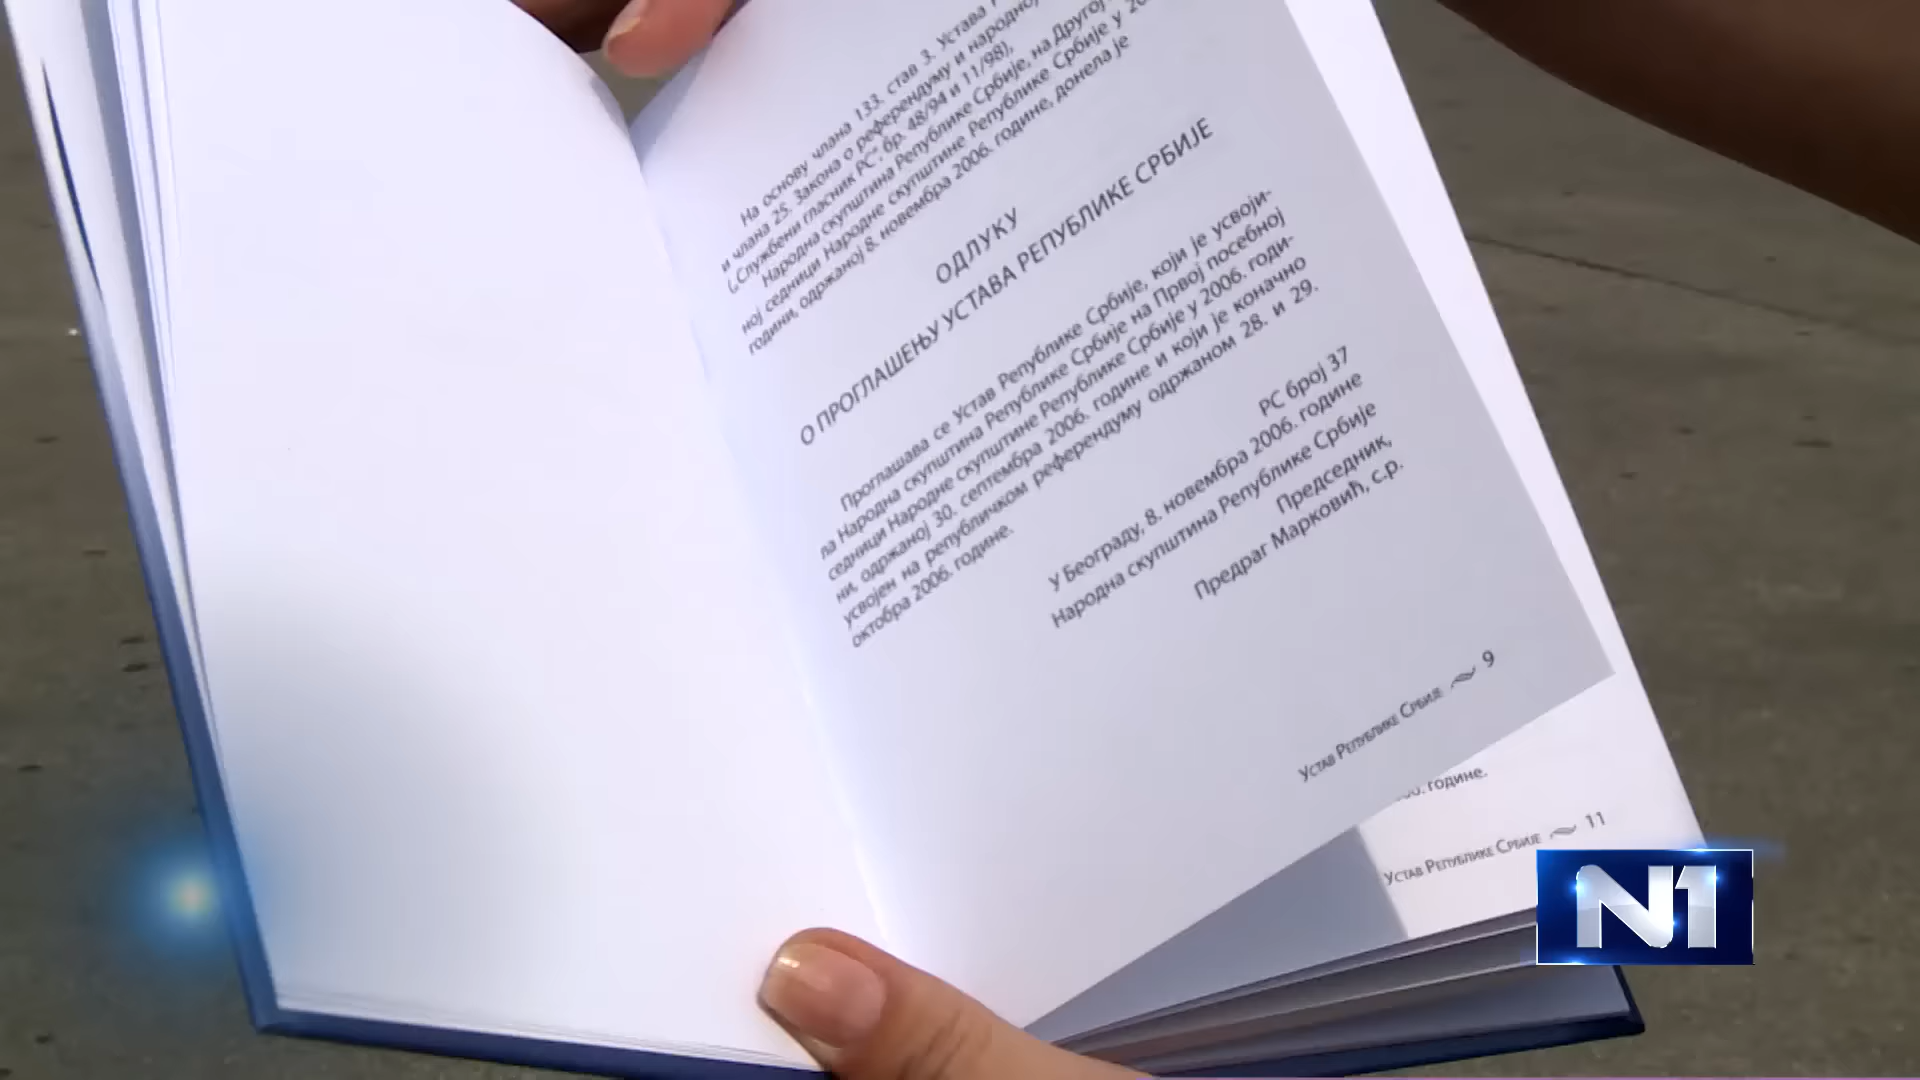 На основу члана 133. став 3. Устава
и члана 25. Закона о референдуму и народној
(„Службени гласник РС“, бр. 48/94 и 11/98),
Народна скупштина Републике Србије, на Другој
ној седници Народне скупштине Републике Србије у
години, одржаној 8. новембра 2006. године, донела је
ОДЛУКУ
О ПРОГЛАШЕЊУ УСТАВА РЕПУБЛИКЕ СРБИЈЕ
Проглашава се Устав Републике Србије, који је усвоји-
ла Народна скупштина Републике Србије на Првој посебној
седници Народне скупштине Републике Србије у 2006. годи-
ни, одржаној 30. септембра 2006. године и који је коначно
усвојен на републичком референдуму одржаном 28. и 29.
октобра 2006. године.
РС број 37
У Београду, 8. новембра 2006. године
Народна скупштина Републике Србије
Председник,
Предраг Марковић, с.р.
Устав Републике Србије 9
године.
Устав Републике Србије 11
N1